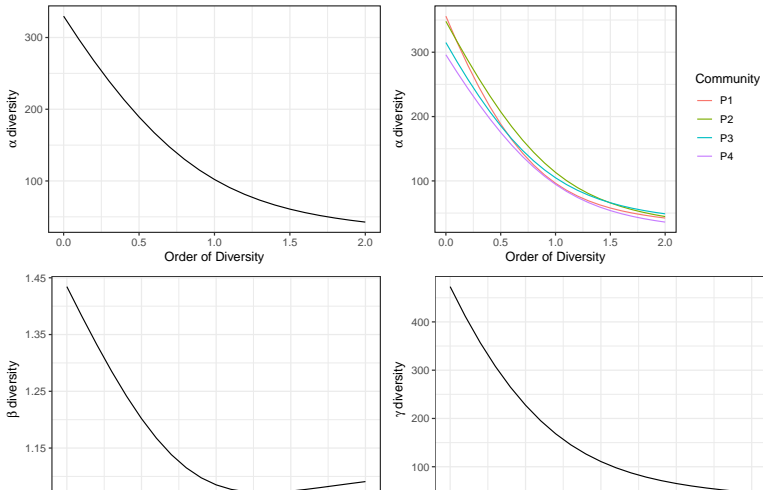 α diversity
300
200
100
0.0 0.5 1.0 1.5 2.0
Order of Diversity
α diversity
300
200
100
0.0 0.5 1.0 1.5 2.0
Order of Diversity
Community
P1
P2
P3
P4
β diversity
1.45
1.35
1.25
1.15
γ diversity
400
300
200
100